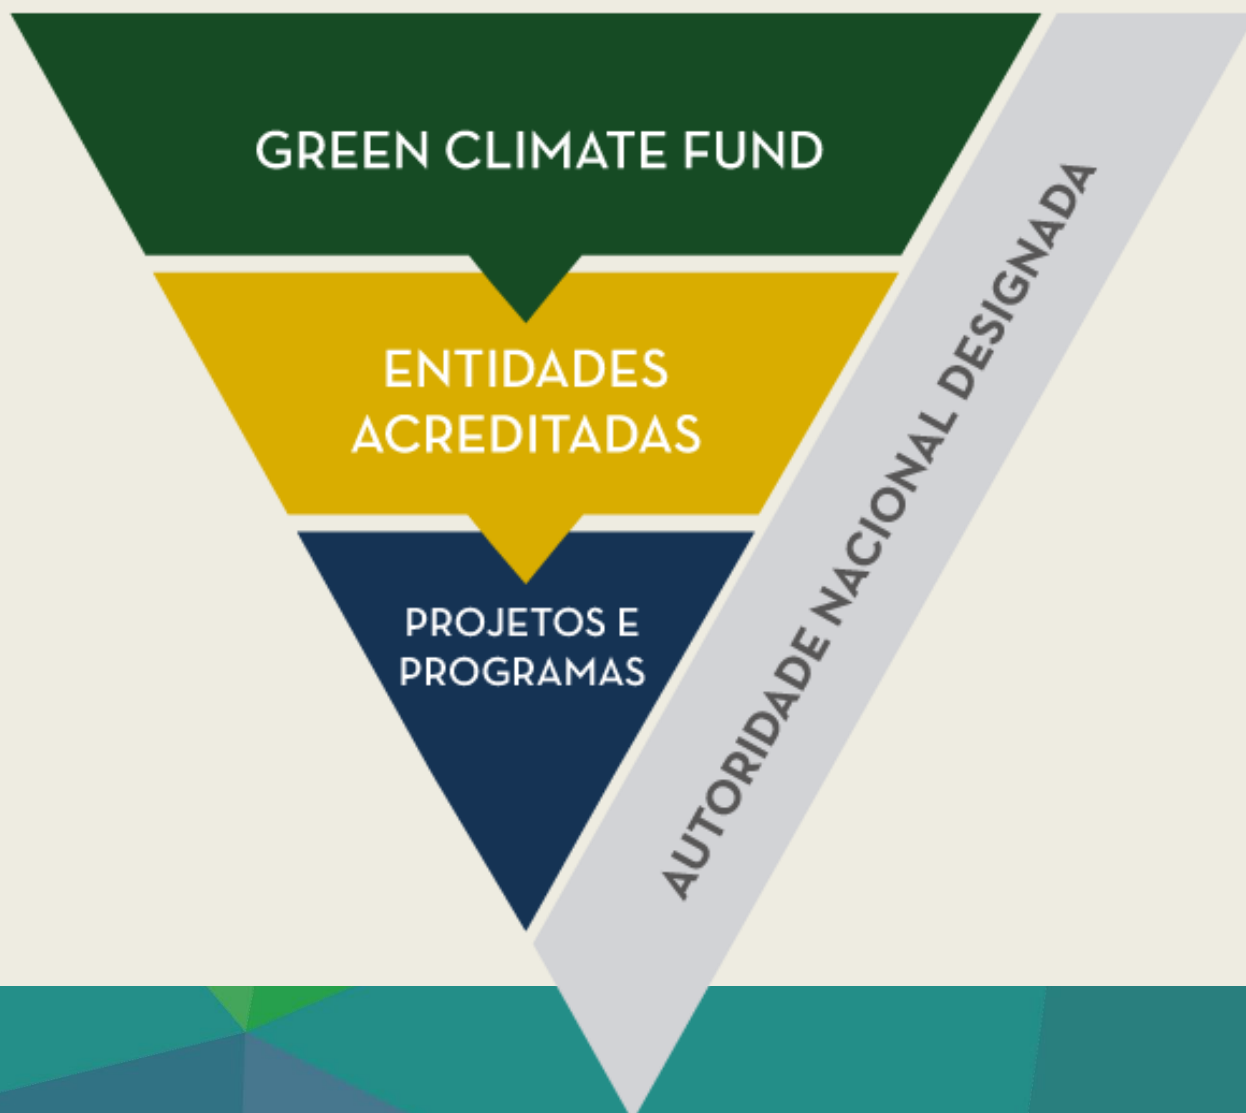 GREEN CLIMATE FUND
ENTIDADES
ACREDITADAS
PROJETOS E
PROGRAMAS
AUTORIDADE NACIONAL DESIGNADA